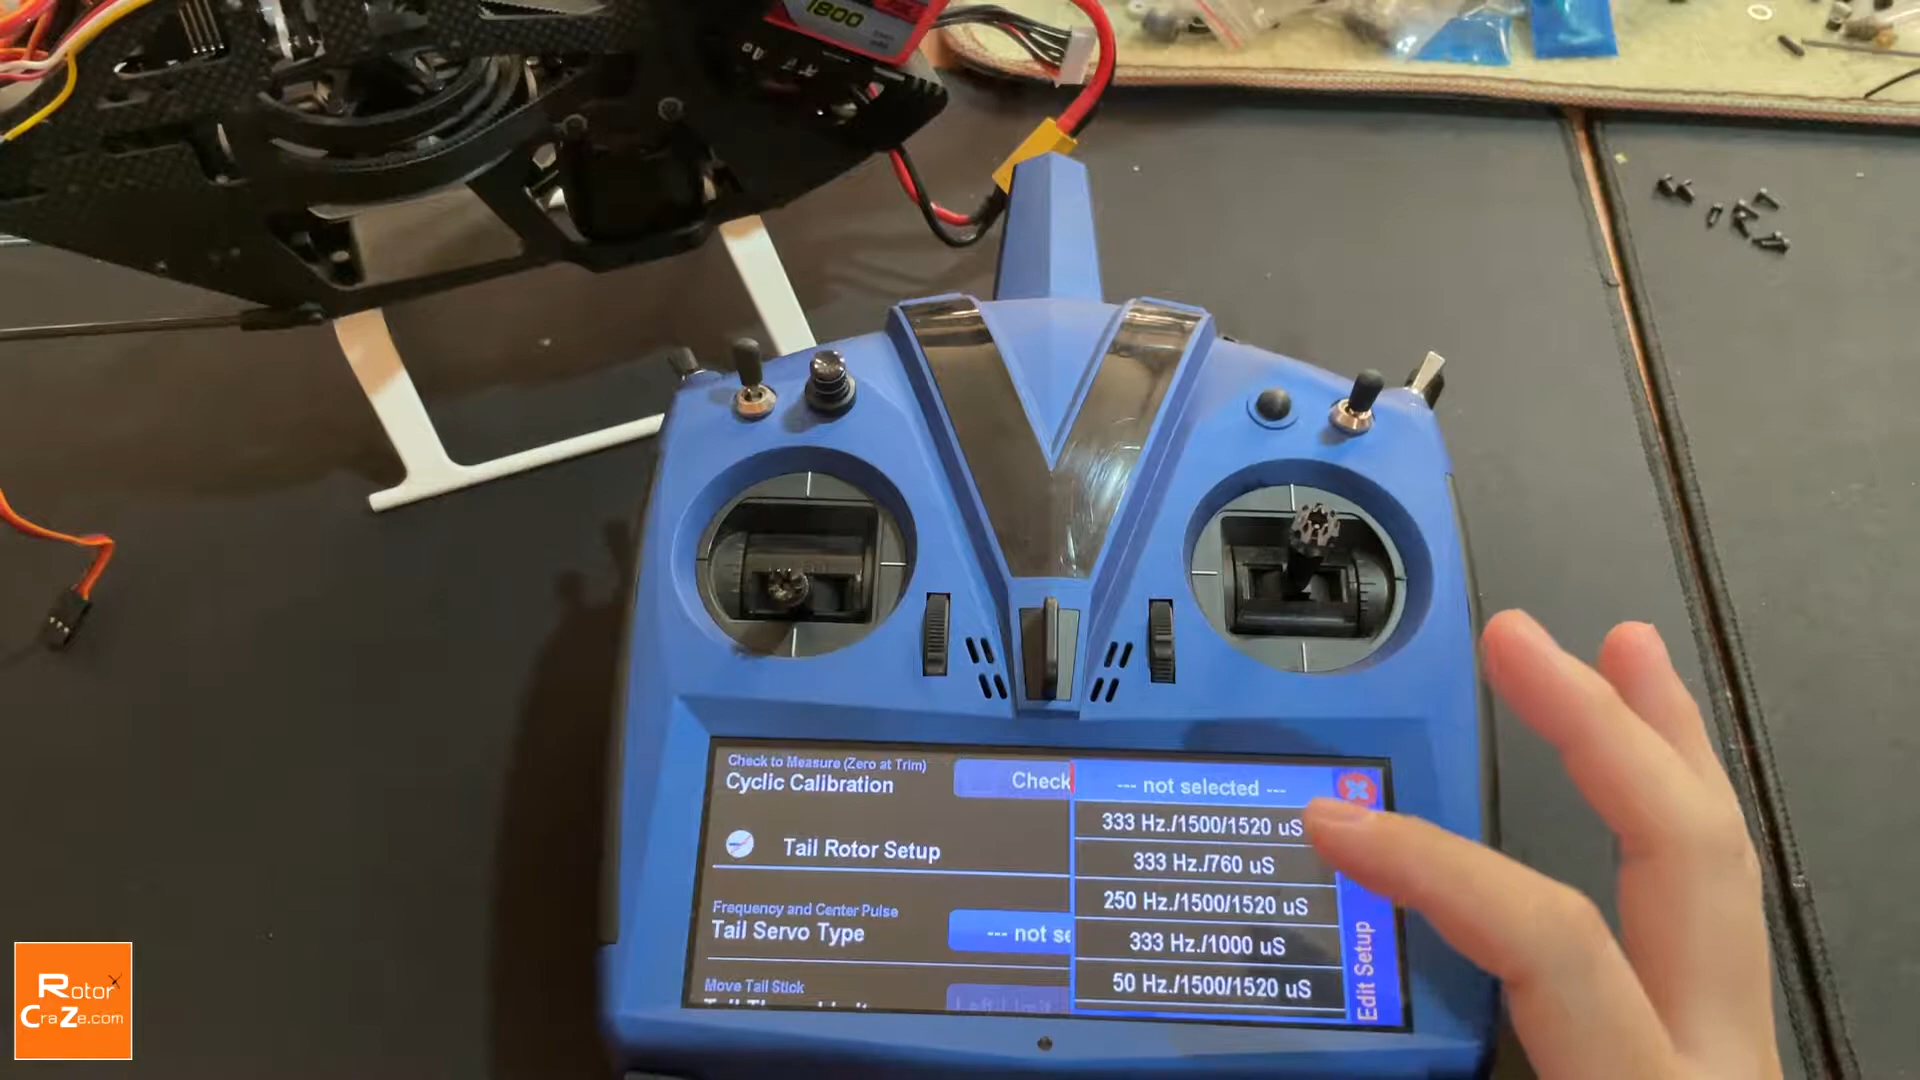 1800
Check to Measure (Zero at Trim)
Cyclic Calibration
Check
Tail Rotor Setup
Frequency and Center Pulse
Tail Servo Type
--- not se
Move Tail Stick
--- not selected ---
333 Hz./1500/1520 uS
333 Hz./760 uS
250 Hz./1500/1520 uS
333 Hz./1000 uS
50 Hz./1500/1520 uS
Edit Setup
Rotor
CraZe.com